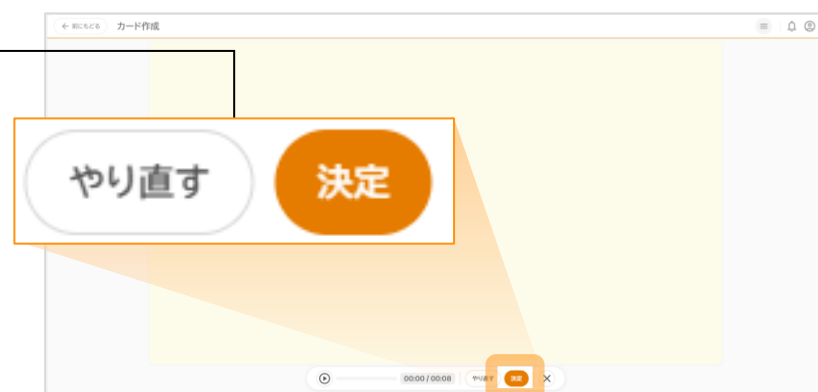 ← 前にもどる カード作成
やり直す 決定
00:00 / 00:08 やり直す 決定